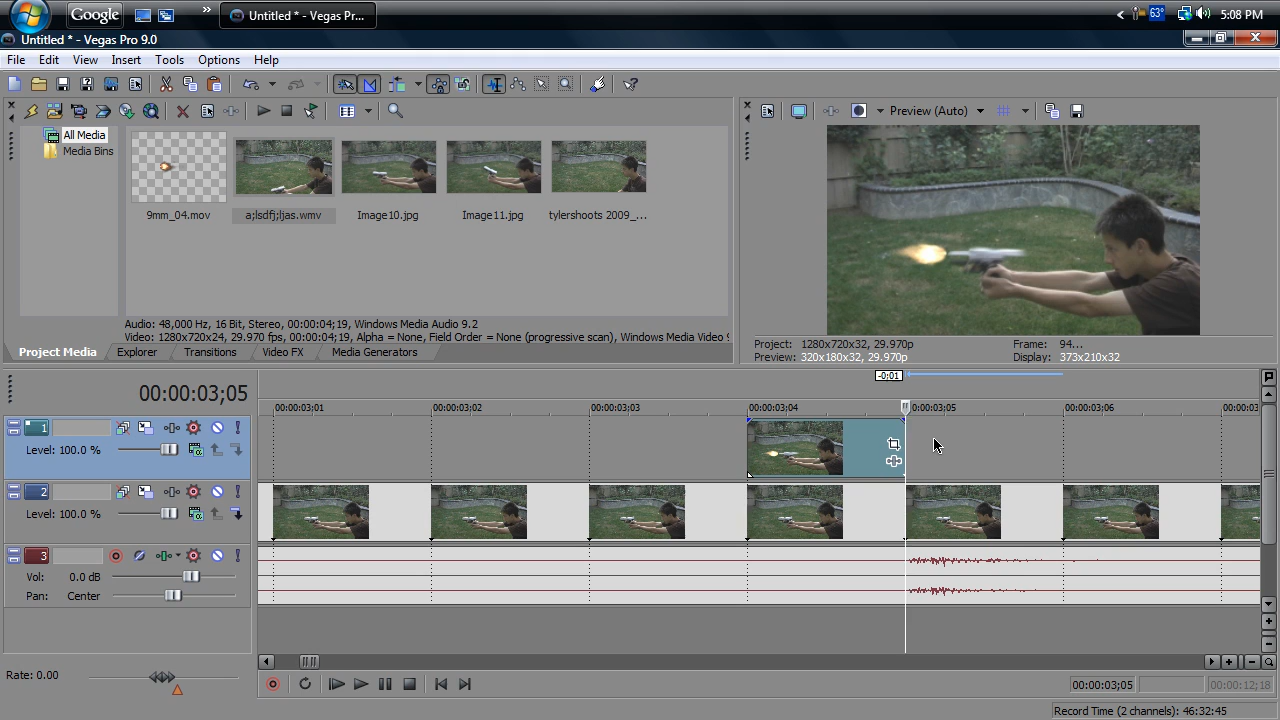 Google
»
Untitled * - Vegas Pr...
63°
5:08 PM
Untitled * - Vegas Pro 9.0
File Edit View Insert Tools Options Help
Preview (Auto)
All Media
Media Bins
9mm_04.mov
a;lsdfj;ljas.wmv
Image10.jpg
Image11.jpg
tylershoots 2009_...
Audio: 48,000 Hz, 16 Bit, Stereo, 00:00:04;19, Windows Media Audio 9.2
Video: 1280x720x24, 29.970 fps, 00:00:04;19, Alpha = None, Field Order = None (progressive scan), Windows Media Video 9
Project Media Explorer Transitions Video FX Media Generators
Project: 1280x720x32, 29.970p Frame: 94...
Preview: 320x180x32, 29.970p Display: 373x210x32
-0;01
00:00:03;05
00:00:03;01 00:00:03;02 00:00:03;03 00:00:03;04 00:00:03;05 00:00:03;06 00:00:03
1
Level: 100.0 %
2
Level: 100.0 %
3
Vol: 0.0 dB
Pan: Center
Rate: 0.00
00:00:03;05
00:00:12;18
Record Time (2 channels): 46:32:45